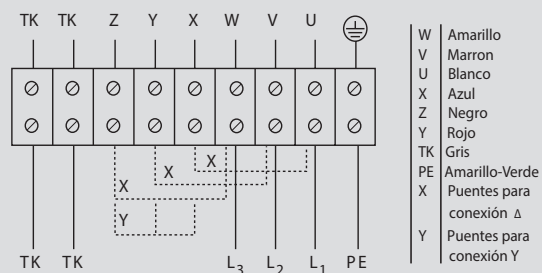 TK TK Z Y X W V U
X
X
X
Y
TK TK L3 L2 L1 PE
W Amarillo
V Marron
U Blanco
X Azul
Z Negro
Y Rojo
TK Gris
PE Amarillo-Verde
X Puentes para
conexión Δ
Y Puentes para
conexión Y